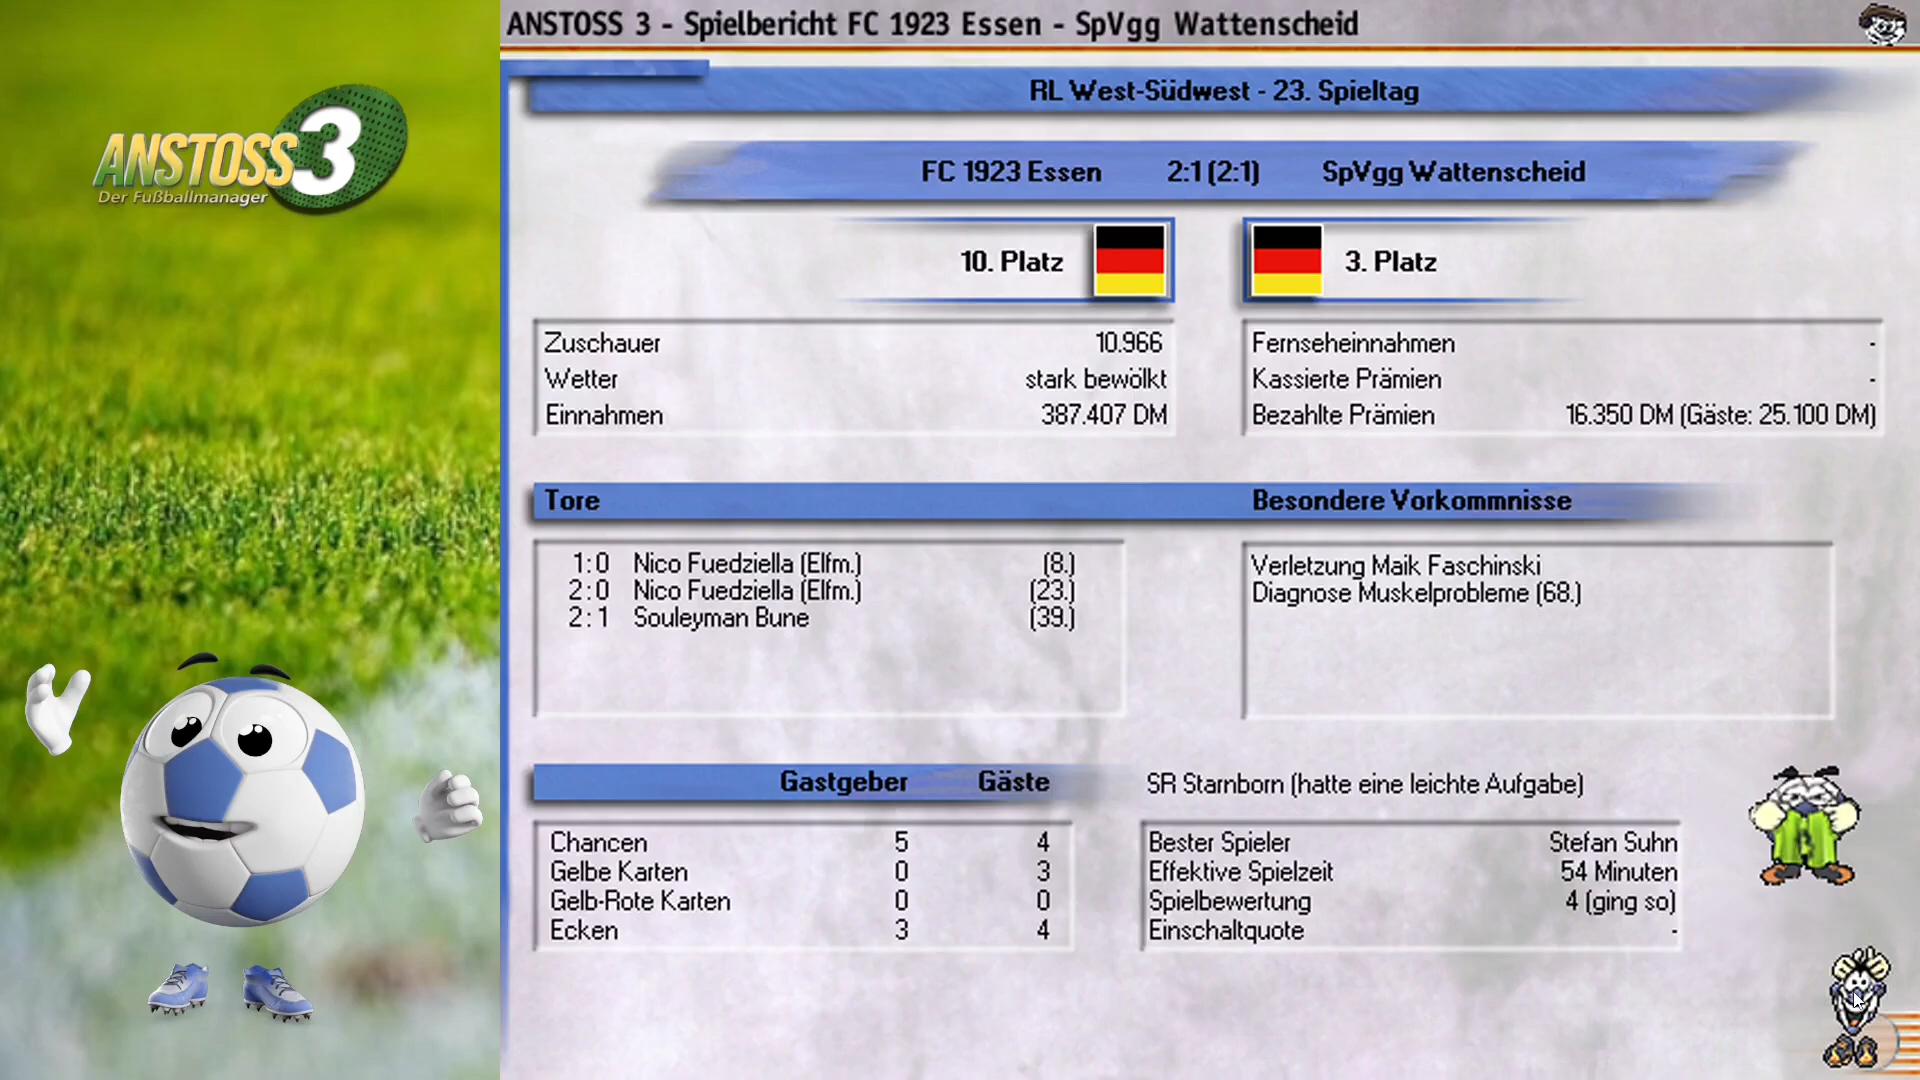 ANSTOSS 3 - Spielbericht FC 1923 Essen - SpVgg Wattenscheid
ANSTOSS 3
Der Fußballmanager
RL West-Südwest - 23. Spieltag
FC 1923 Essen 2:1 (2:1) SpVgg Wattenscheid
10. Platz 3. Platz
Zuschauer 10.966
Wetter stark bewölkt
Einnahmen 387.407 DM
Fernseheinnahmen -
Kassierte Prämien -
Bezahlte Prämien 16.350 DM (Gäste: 25.100 DM)
Tore
1:0 Nico Fuedziella (Elfm.) (8.)
2:0 Nico Fuedziella (Elfm.) (23.)
2:1 Souleyman Bune (39.)
Besondere Vorkommnisse
Verletzung Maik Faschinski
Diagnose Muskelprobleme (68.)
Gastgeber Gäste
Chancen 5 4
Gelbe Karten 0 3
Gelb-Rote Karten 0 0
Ecken 3 4
SR Starnborn (hatte eine leichte Aufgabe)
Bester Spieler Stefan Suhn
Effektive Spielzeit 54 Minuten
Spielbewertung 4 (ging so)
Einschaltquote -